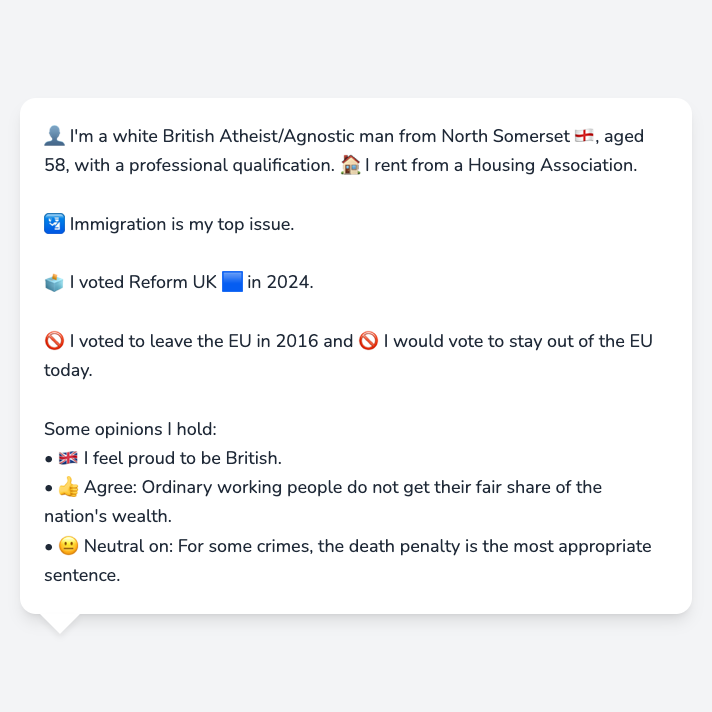 👤 I'm a white British Atheist/Agnostic man from North Somerset 🏴󠁧󠁢󠁥󠁮󠁧󠁿, aged
58, with a professional qualification. 🏠 I rent from a Housing Association.
🛂 Immigration is my top issue.
🗳️ I voted Reform UK 🟦 in 2024.
🚫 I voted to leave the EU in 2016 and 🚫 I would vote to stay out of the EU
today.
Some opinions I hold:
• 🇬🇧 I feel proud to be British.
• 👍 Agree: Ordinary working people do not get their fair share of the
nation's wealth.
• 😐 Neutral on: For some crimes, the death penalty is the most appropriate
sentence.